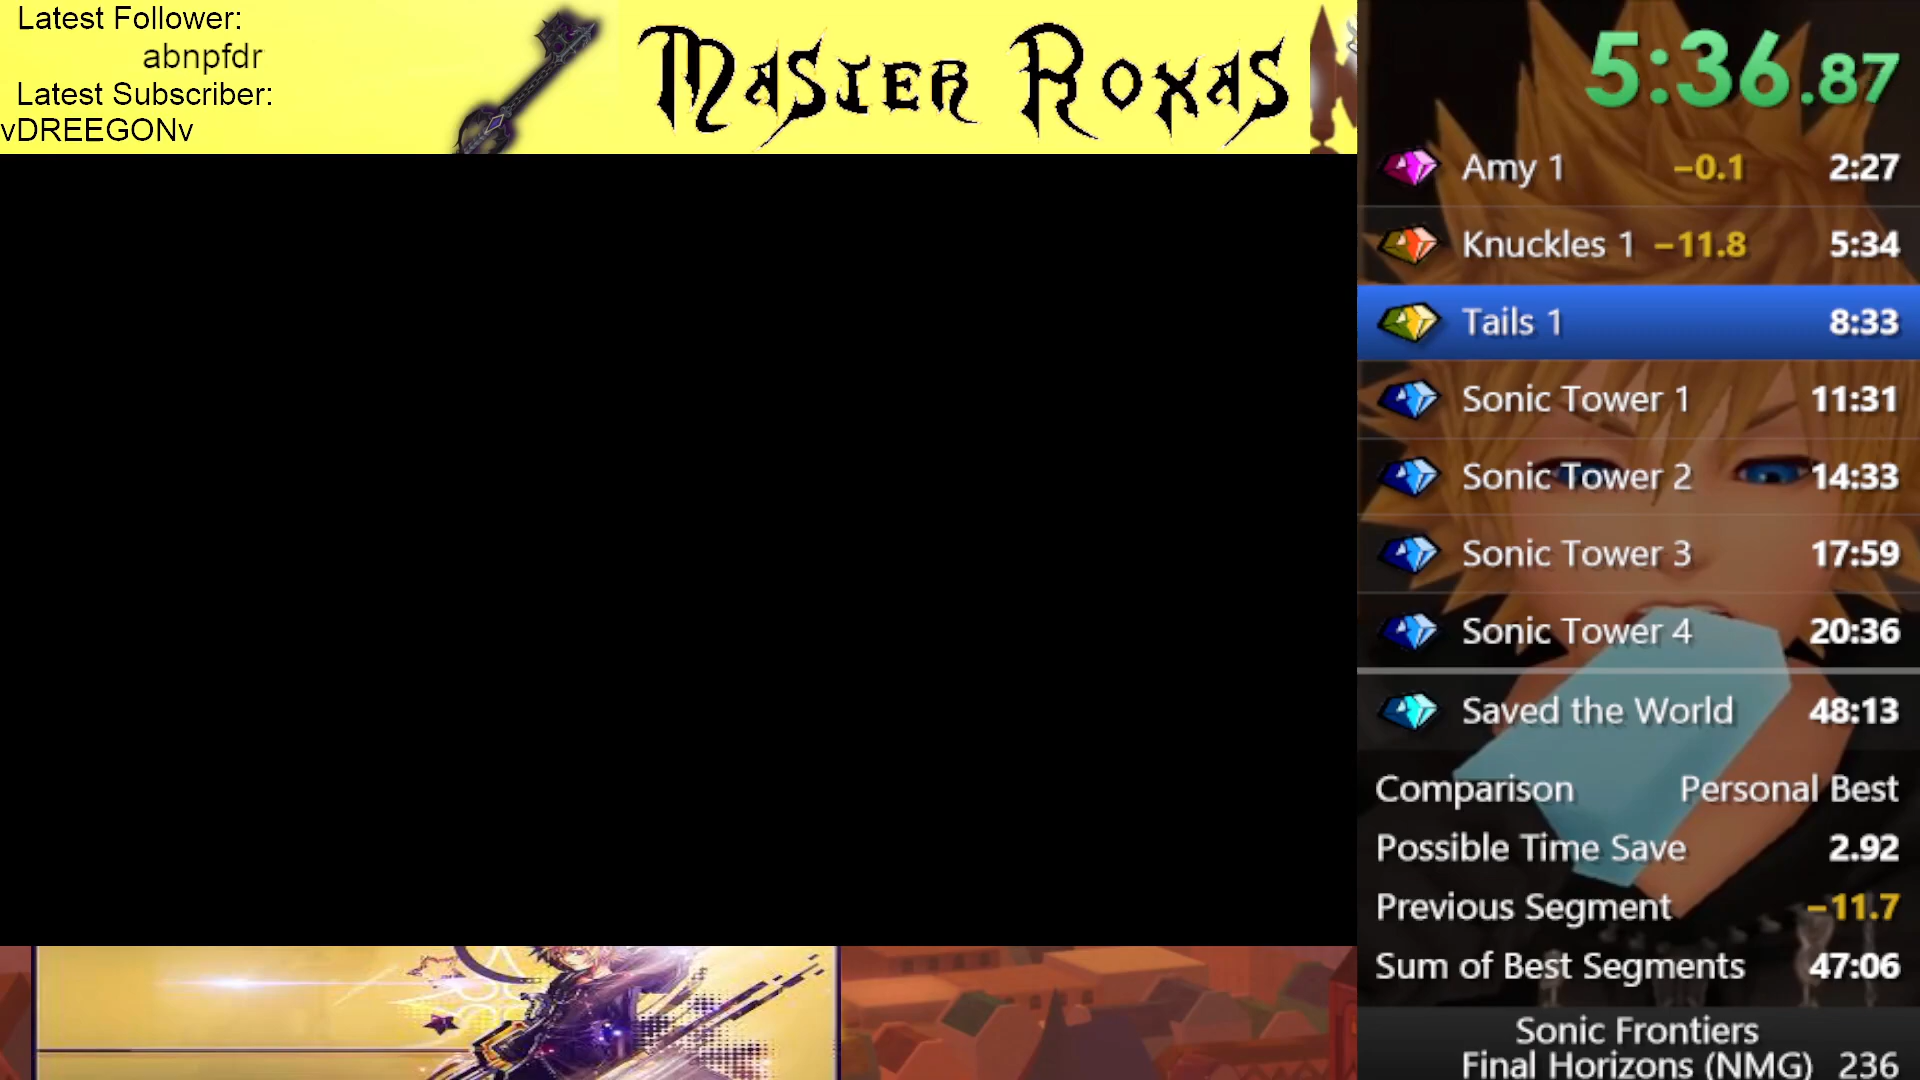 Latest Follower:
abnpfdr
Latest Subscriber:
vDREEGONv
Master Roxas
5:36.87
Amy 1 −0.1 2:27
Knuckles 1 −11.8 5:34
Tails 1 8:33
Sonic Tower 1 11:31
Sonic Tower 2 14:33
Sonic Tower 3 17:59
Sonic Tower 4 20:36
Saved the World 48:13
Comparison Personal Best
Possible Time Save 2.92
Previous Segment −11.7
Sum of Best Segments 47:06
Sonic Frontiers
Final Horizons (NMG) 236